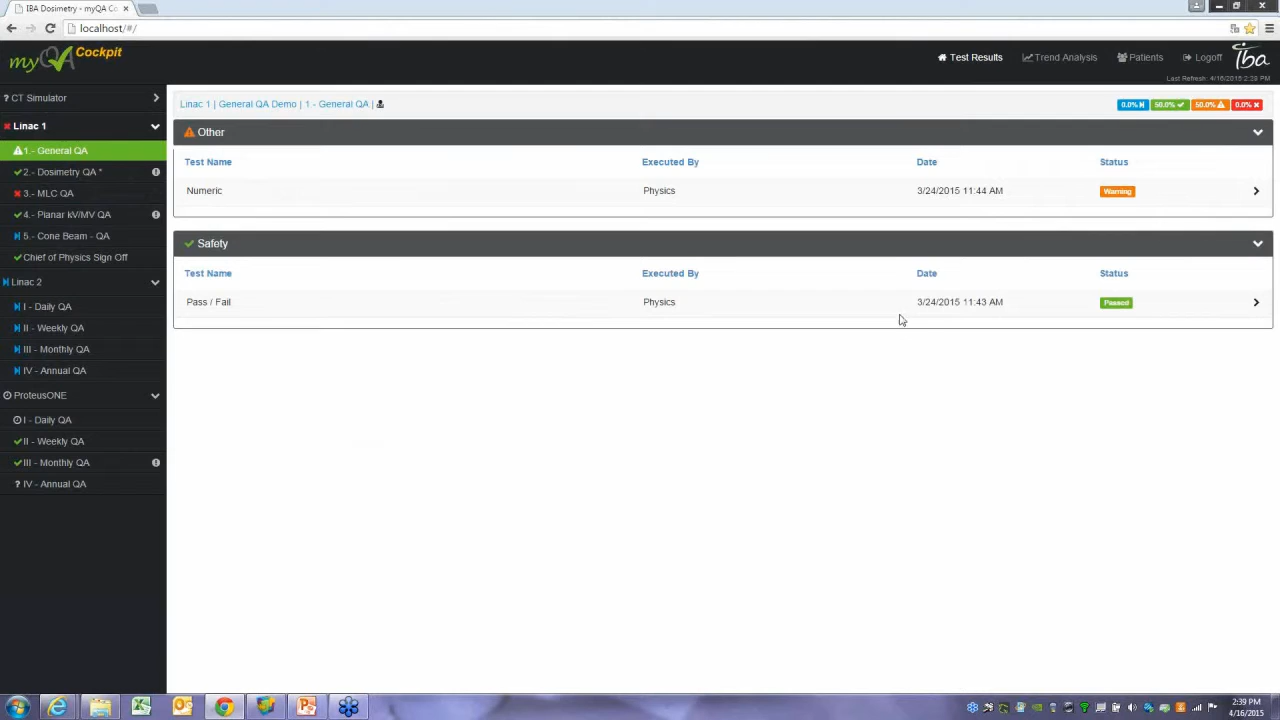 IBA Dosimetry - myQA Co
localhost/#/
myQA Cockpit
Test Results
Trend Analysis
Patients
Logoff
iba
Last Refresh: 4/16/2015 2:39 PM
CT Simulator
Linac 1
1.- General QA
2.- Dosimetry QA *
3.- MLC QA
4.- Planar kV/MV QA
5.- Cone Beam - QA
Chief of Physics Sign Off
Linac 2
I - Daily QA
II - Weekly QA
III - Monthly QA
IV - Annual QA
ProteusONE
I - Daily QA
II - Weekly QA
III - Monthly QA
IV - Annual QA
Linac 1 | General QA Demo | 1.- General QA |
0.0% 50.0% 50.0% 0.0%
Other
Test Name Executed By Date Status
Numeric Physics 3/24/2015 11:44 AM Warning
Safety
Test Name Executed By Date Status
Pass / Fail Physics 3/24/2015 11:43 AM Passed
2:39 PM
4/16/2015